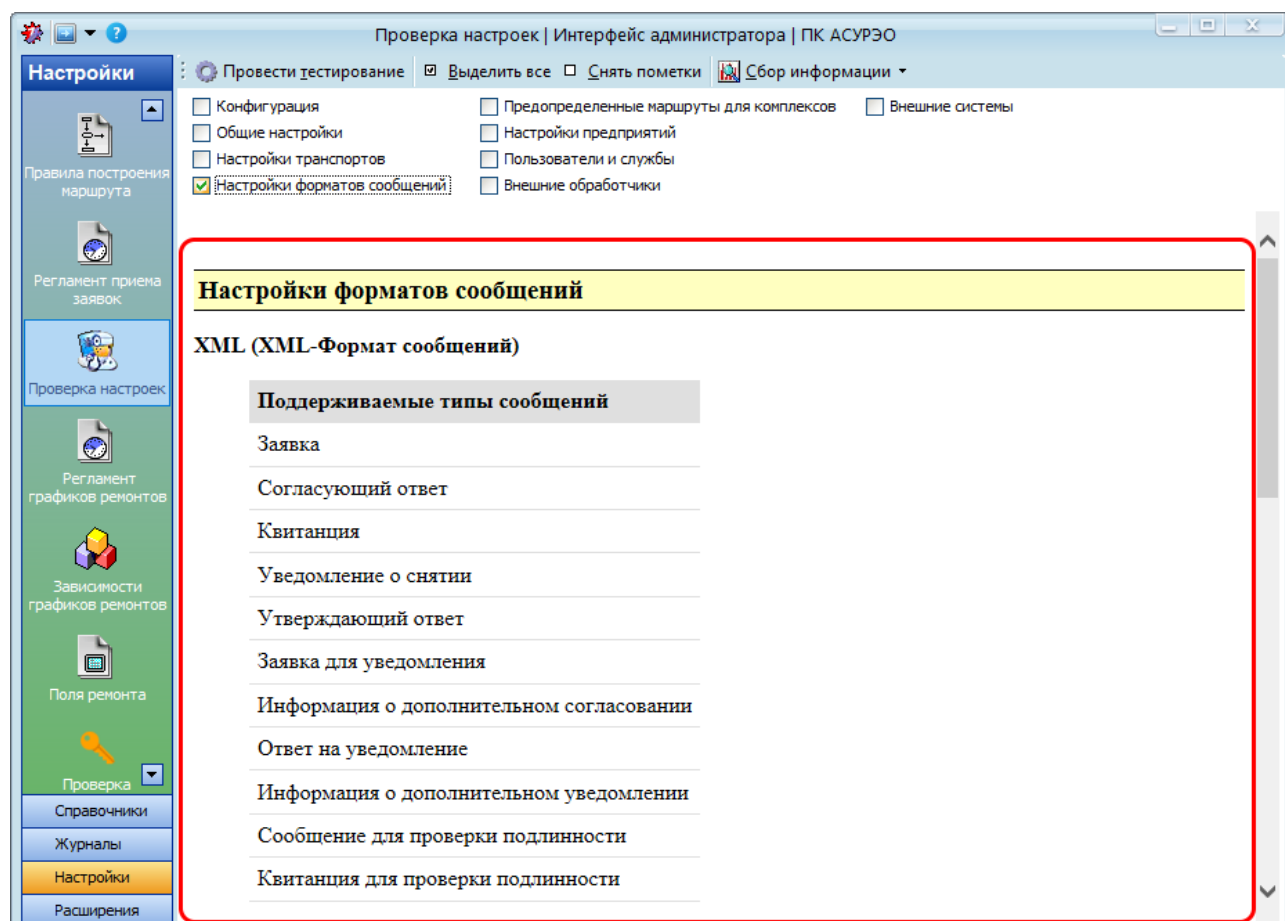 Проверка настроек | Интерфейс администратора | ПК АСУРЭО
Настройки
Провести тестирование Выделить все Снять пометки Сбор информации
Конфигурация Предопределенные маршруты для комплексов Внешние системы
Общие настройки Настройки предприятий
Настройки транспортов Пользователи и службы
Настройки форматов сообщений Внешние обработчики
Правила построения
маршрута
Регламент приема
заявок
Проверка настроек
Регламент
графиков ремонтов
Зависимости
графиков ремонтов
Поля ремонта
Проверка
Справочники
Журналы
Настройки
Расширения
Настройки форматов сообщений
XML (XML-Формат сообщений)
Поддерживаемые типы сообщений
Заявка
Согласующий ответ
Квитанция
Уведомление о снятии
Утверждающий ответ
Заявка для уведомления
Информация о дополнительном согласовании
Ответ на уведомление
Информация о дополнительном уведомлении
Сообщение для проверки подлинности
Квитанция для проверки подлинности